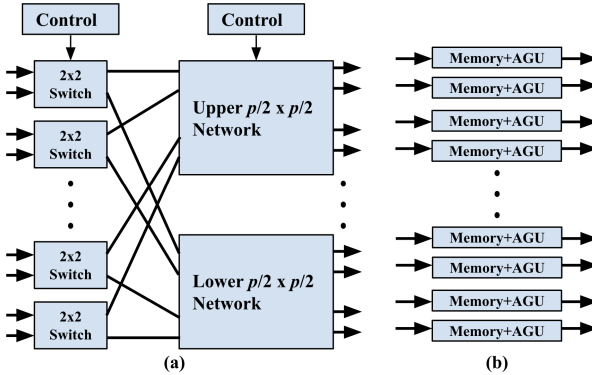 Control
Control
2x2
Switch
2x2
Switch
2x2
Switch
2x2
Switch
Upper p/2 x p/2
Network
Lower p/2 x p/2
Network
(a)
Memory+AGU
Memory+AGU
Memory+AGU
Memory+AGU
Memory+AGU
Memory+AGU
Memory+AGU
Memory+AGU
(b)